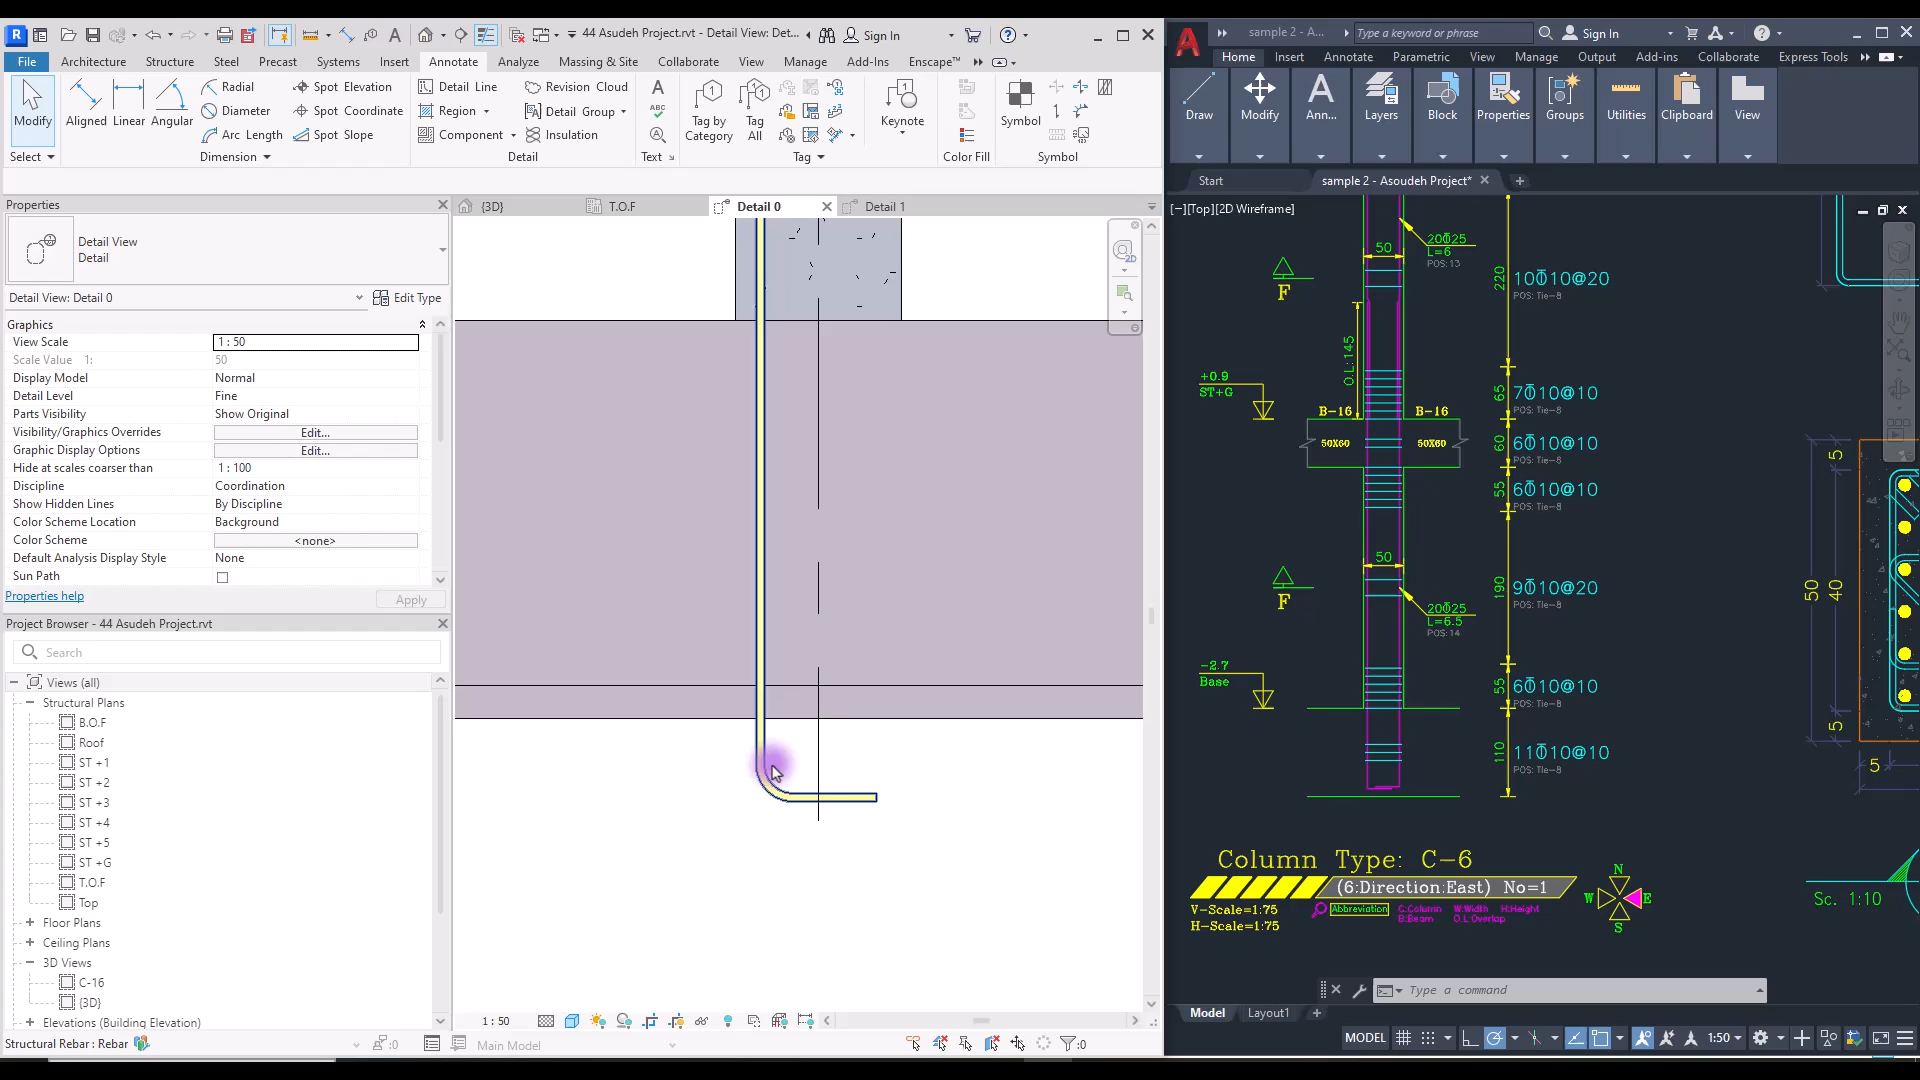 44 Asudeh Project.rvt - Detail View: Det...
Sign In
File
Architecture
Structure
Steel
Precast
Systems
Insert
Annotate
Analyze
Massing & Site
Collaborate
View
Manage
Add-Ins
Enscape™
Modify
Aligned
Linear
Angular
Radial
Diameter
Arc Length
Spot Elevation
Spot Coordinate
Spot Slope
Detail Line
Region
Component
Revision Cloud
Detail Group
Insulation
A
ABC
Tag by
Category
Tag
All
Keynote
Symbol
Select
Dimension
Detail
Text
Tag
Color Fill
Symbol
Properties
{3D}
T.O.F
Detail 0
Detail 1
Detail View
Detail
Detail View: Detail 0
Edit Type
Graphics
View Scale
1 : 50
Scale Value 1:
50
Display Model
Normal
Detail Level
Fine
Parts Visibility
Show Original
Visibility/Graphics Overrides
Edit...
Graphic Display Options
Edit...
Hide at scales coarser than
1 : 100
Discipline
Coordination
Show Hidden Lines
By Discipline
Color Scheme Location
Background
Color Scheme
<none>
Default Analysis Display Style
None
Sun Path
Properties help
Apply
Project Browser - 44 Asudeh Project.rvt
Search
Views (all)
Structural Plans
B.O.F
Roof
ST +1
ST +2
ST +3
ST +4
ST +5
ST +G
T.O.F
Top
Floor Plans
Ceiling Plans
3D Views
C-16
{3D}
Elevations (Building Elevation)
1 : 50
Structural Rebar : Rebar
:0
Main Model
:0
2D
sample 2 - A...
Type a keyword or phrase
Sign In
Home
Insert
Annotate
Parametric
View
Manage
Output
Add-ins
Collaborate
Express Tools
Draw
Modify
Ann...
Layers
Block
Properties
Groups
Utilities
Clipboard
View
Start
sample 2 - Asoudeh Project*
[−][Top][2D Wireframe]
50
20Φ25
L=6
POS:13
F
220
10Φ10@20
POS: Tie-8
O.L:145
+0.9
ST+G
65
7Φ10@10
POS: Tie-8
B-16
B-16
50X60
50X60
60
6Φ10@10
POS: Tie-8
55
6Φ10@10
POS: Tie-8
50
F
20Φ25
L=6.5
POS:14
190
9Φ10@20
POS: Tie-8
-2.7
Base
55
6Φ10@10
POS: Tie-8
110
11Φ10@10
POS: Tie-8
5
50
40
5
5
Column Type: C-6
(6:Direction:East) No=1
V-Scale=1:75
H-Scale=1:75
Abbreviation
C:Column
W:Width
H:Height
B:Beam
O.L:Overlap
N
W
E
S
Sc. 1:10
Type a command
Model
Layout1
MODEL
1:50